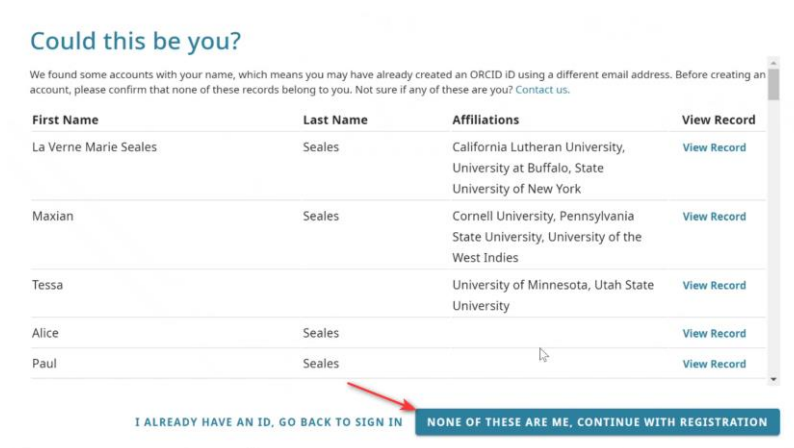 Could this be you?
We found some accounts with your name, which means you may have already created an ORCID iD using a different email address. Before creating an
account, please confirm that none of these records belong to you. Not sure if any of these are you? Contact us.
First Name Last Name Affiliations View Record
La Verne Marie Seales Seales California Lutheran University, View Record
University at Buffalo, State
University of New York
Maxian Seales Cornell University, Pennsylvania View Record
State University, University of the
West Indies
Tessa University of Minnesota, Utah State View Record
University
Alice Seales View Record
Paul Seales View Record
I ALREADY HAVE AN ID, GO BACK TO SIGN IN NONE OF THESE ARE ME, CONTINUE WITH REGISTRATION